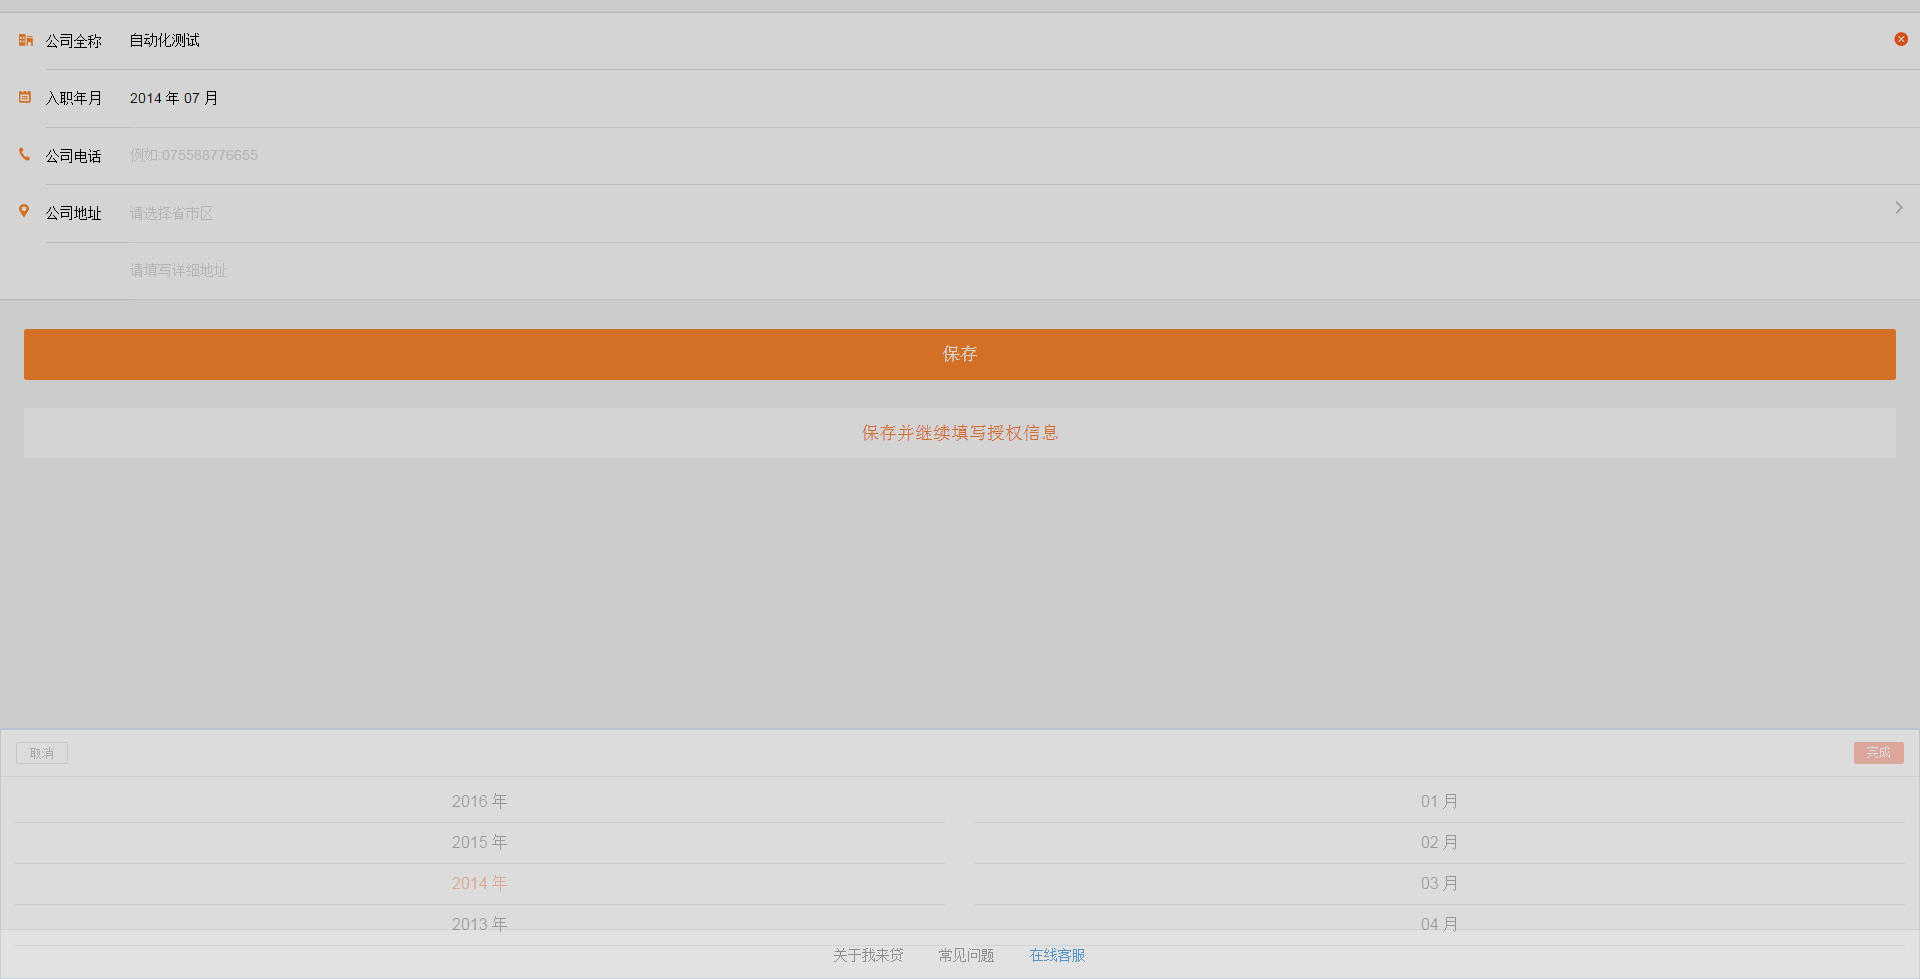 公司全称 自动化测试
入职年月 2014 年 07 月
公司电话 例如:075588776655
公司地址 请选择省市区
请填写详细地址
保存
保存并继续填写授权信息
取消 完成
2016 年 01 月
2015 年 02 月
2014 年 03 月
2013 年 04 月
关于我来贷 常见问题 在线客服